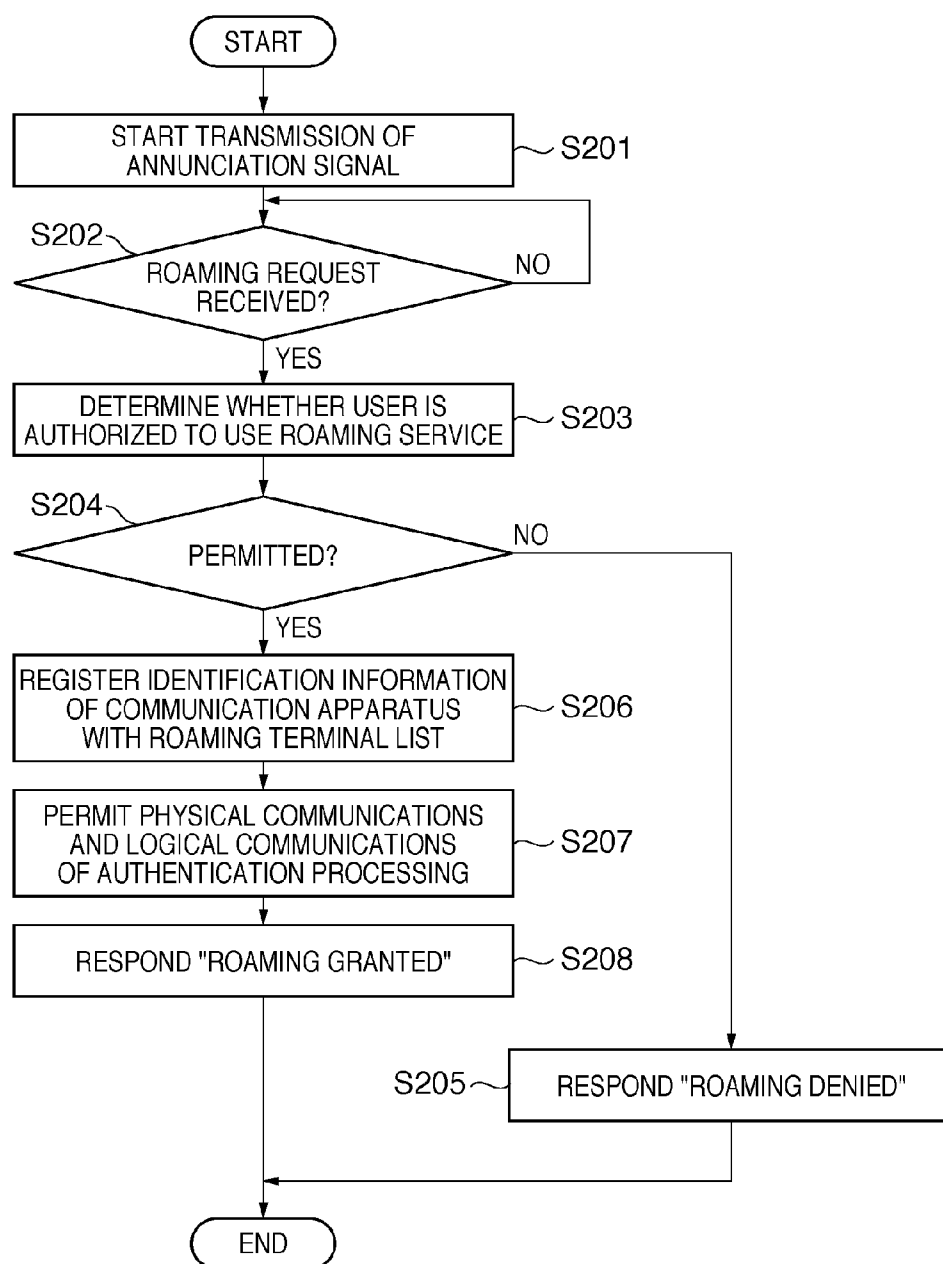 START
START TRANSMISSION OF
ANNUNCIATION SIGNAL
S201
S202
ROAMING REQUEST
RECEIVED?
NO
YES
DETERMINE WHETHER USER IS
AUTHORIZED TO USE ROAMING SERVICE
S203
S204
PERMITTED?
NO
YES
REGISTER IDENTIFICATION INFORMATION
OF COMMUNICATION APPARATUS
WITH ROAMING TERMINAL LIST
S206
PERMIT PHYSICAL COMMUNICATIONS
AND LOGICAL COMMUNICATIONS
OF AUTHENTICATION PROCESSING
S207
RESPOND "ROAMING GRANTED"
S208
S205
RESPOND "ROAMING DENIED"
END